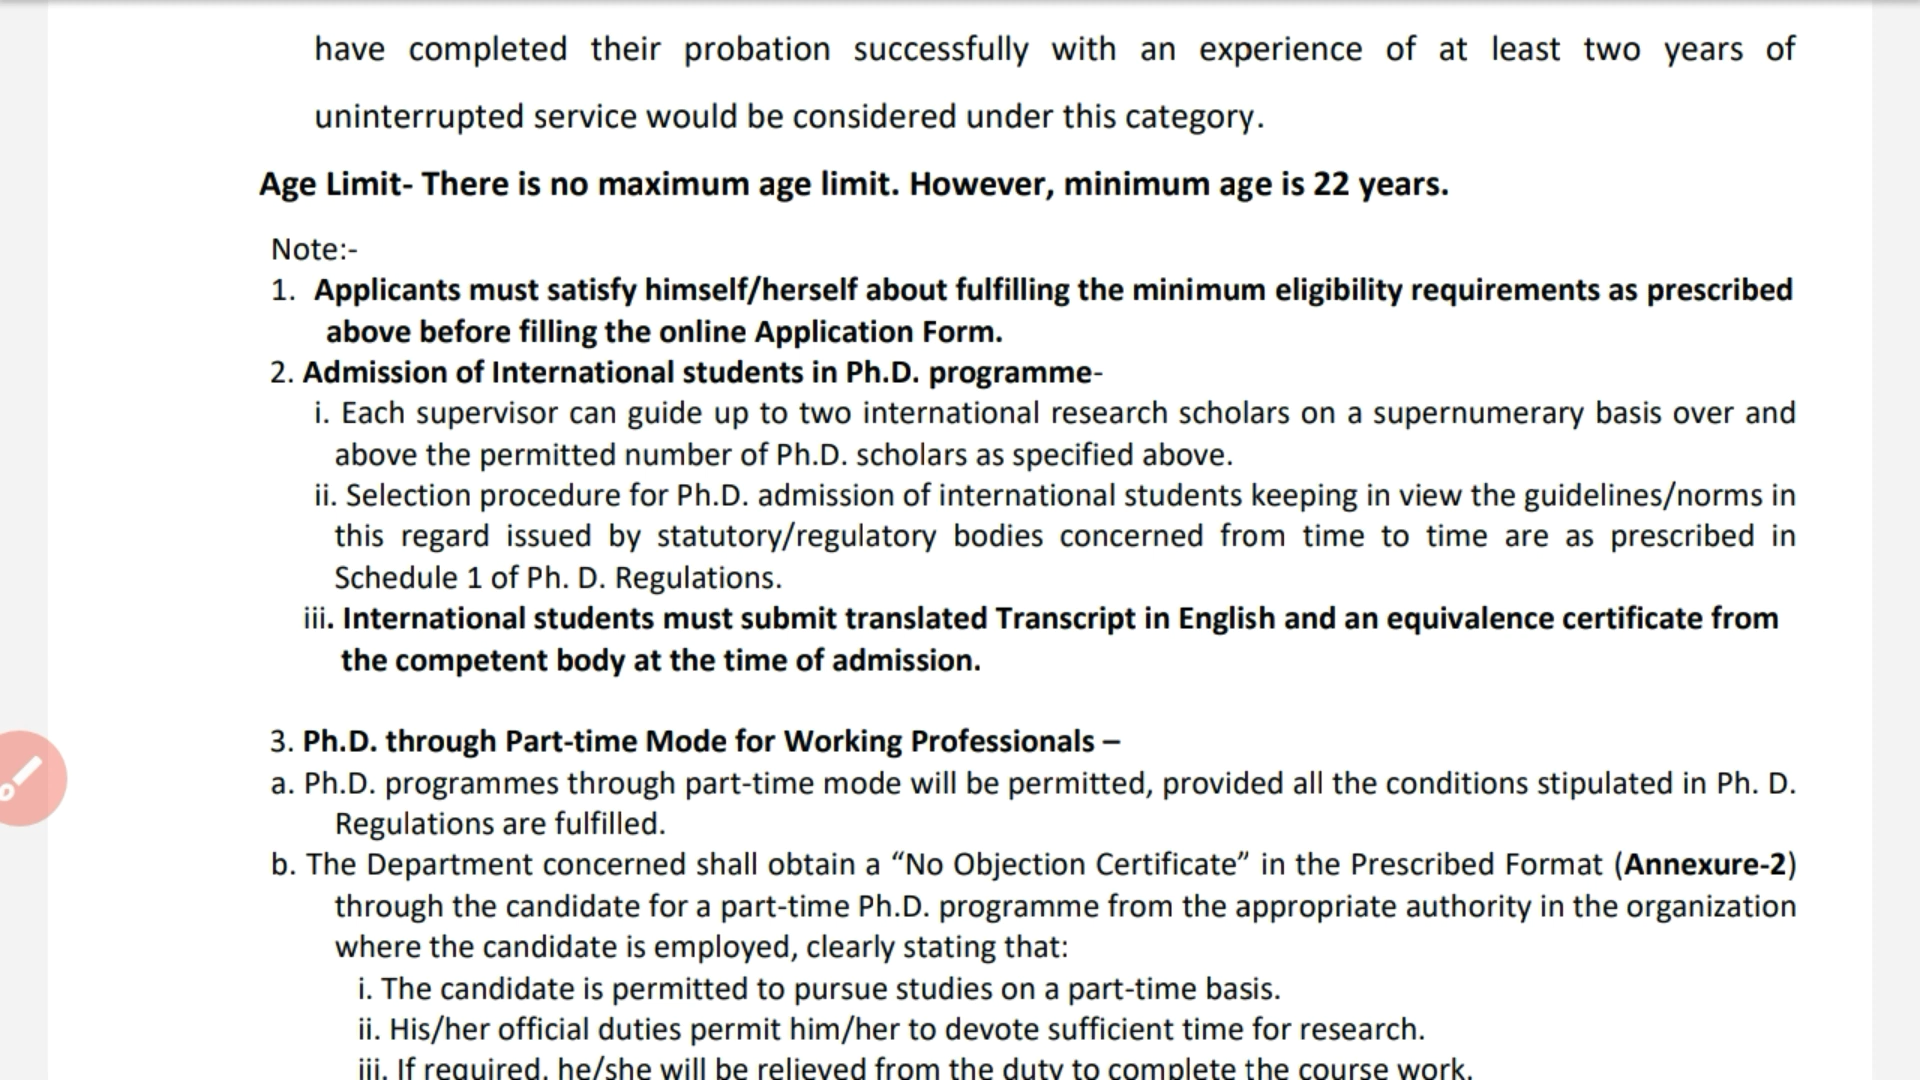 have completed their probation successfully with an experience of at least two years of
uninterrupted service would be considered under this category.
Age Limit- There is no maximum age limit. However, minimum age is 22 years.
Note:-
1. Applicants must satisfy himself/herself about fulfilling the minimum eligibility requirements as prescribed
above before filling the online Application Form.
2. Admission of International students in Ph.D. programme-
i. Each supervisor can guide up to two international research scholars on a supernumerary basis over and
above the permitted number of Ph.D. scholars as specified above.
ii. Selection procedure for Ph.D. admission of international students keeping in view the guidelines/norms in
this regard issued by statutory/regulatory bodies concerned from time to time are as prescribed in
Schedule 1 of Ph. D. Regulations.
iii. International students must submit translated Transcript in English and an equivalence certificate from
the competent body at the time of admission.
3. Ph.D. through Part-time Mode for Working Professionals –
a. Ph.D. programmes through part-time mode will be permitted, provided all the conditions stipulated in Ph. D.
Regulations are fulfilled.
b. The Department concerned shall obtain a “No Objection Certificate” in the Prescribed Format (Annexure-2)
through the candidate for a part-time Ph.D. programme from the appropriate authority in the organization
where the candidate is employed, clearly stating that:
i. The candidate is permitted to pursue studies on a part-time basis.
ii. His/her official duties permit him/her to devote sufficient time for research.
iii. If required, he/she will be relieved from the duty to complete the course work.